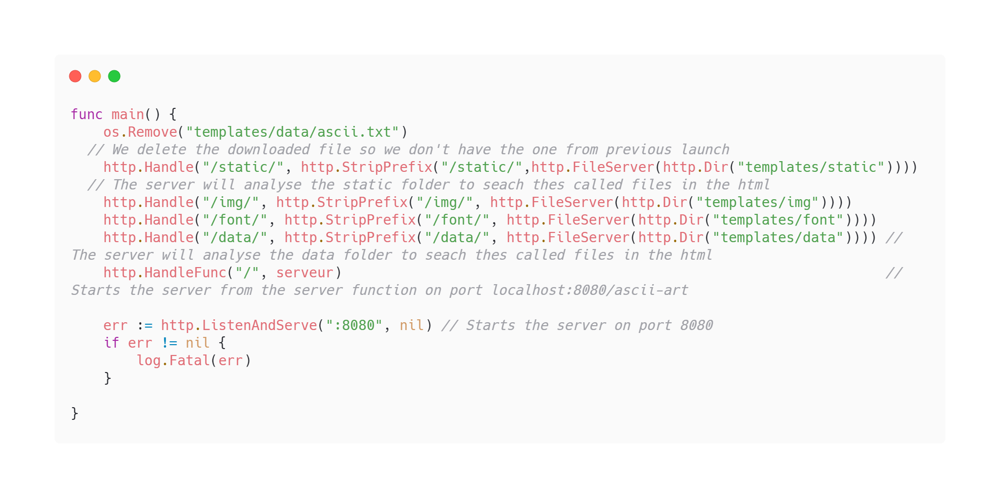 func main() {
    os.Remove("templates/data/ascii.txt")
  // We delete the downloaded file so we don't have the one from previous launch
    http.Handle("/static/", http.StripPrefix("/static/",http.FileServer(http.Dir("templates/static"))))
  // The server will analyse the static folder to seach thes called files in the html
    http.Handle("/img/", http.StripPrefix("/img/", http.FileServer(http.Dir("templates/img"))))
    http.Handle("/font/", http.StripPrefix("/font/", http.FileServer(http.Dir("templates/font"))))
    http.Handle("/data/", http.StripPrefix("/data/", http.FileServer(http.Dir("templates/data")))) //
The server will analyse the data folder to seach thes called files in the html
    http.HandleFunc("/", serveur)                                                                  //
Starts the server from the server function on port localhost:8080/ascii-art

    err := http.ListenAndServe(":8080", nil) // Starts the server on port 8080
    if err != nil {
        log.Fatal(err)
    }

}